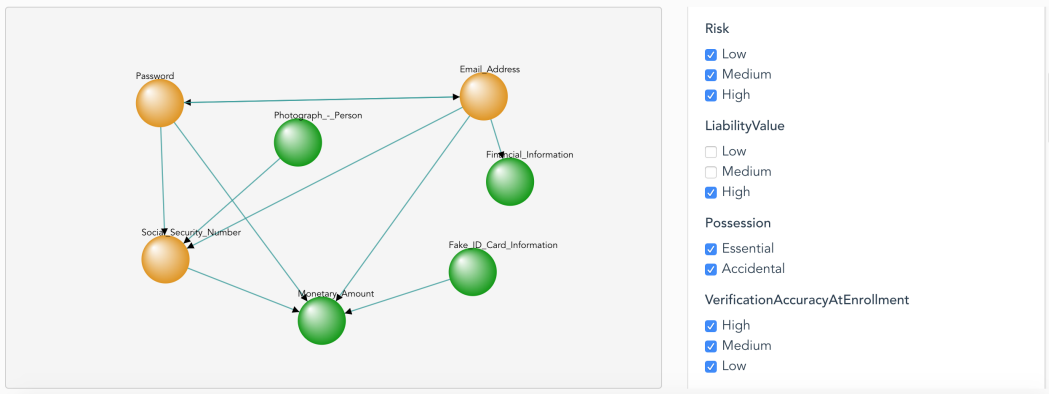 Password
Email_Address
Photograph_-_Person
Financial_Information
Social_Security_Number
Fake_ID_Card_Information
Monetary_Amount
Risk
Low
Medium
High
LiabilityValue
Low
Medium
High
Possession
Essential
Accidental
VerificationAccuracyAtEnrollment
High
Medium
Low